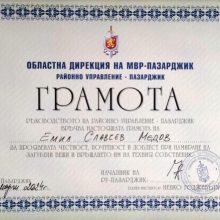 ОБЛАСТНА ДИРЕКЦИЯ НА МВР-ПАЗАРДЖИК
РАЙОННО УПРАВЛЕНИЕ - ПАЗАРДЖИК
ГРАМОТА
РЪКОВОДСТВОТО НА РАЙОННО УПРАВЛЕНИЕ - ПАЗАРДЖИК
ВРЪЧВА НАСТОЯЩАТА ГРАМОТА НА
Емил Славеев Медов
ЗА ПРОЯВЕНАТА ЧЕСТНОСТ, ПОЧТЕНОСТ И ДОБЛЕСТ ПРИ НАМИРАНЕ НА
ЗАГУБЕНИ ВЕЩИ И ВРЪЩАНЕТО ИМ НА ТЕХНИЯ СОБСТВЕНИК
2024г.
НАЧАЛНИК НА
РУ-ПАЗАРДЖИК: